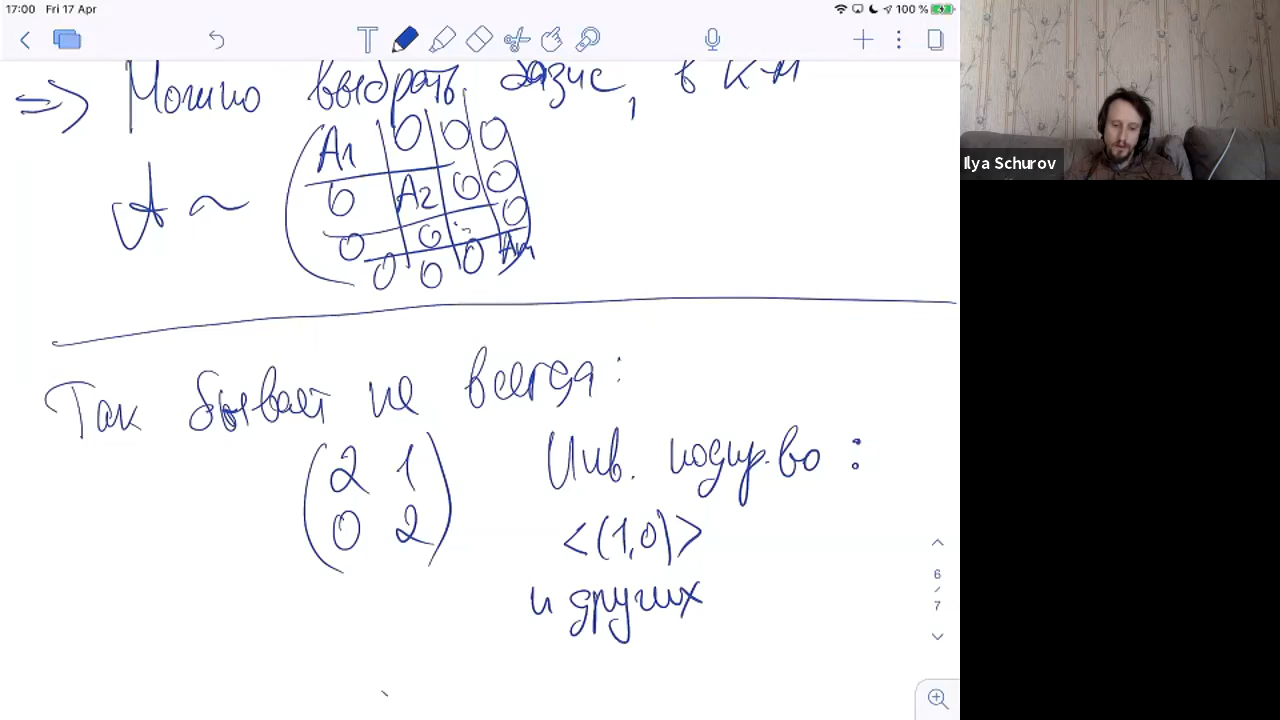 17:00 Fri 17 Apr 100 %
T
=> Можно выбрать базис, в к-м
A ~ ( A1 0 0 0
0 A2 0 0
0 0 ⋱ 0
0 0 0 Am )
Так бывает не всегда:
( 2 1
0 2 )
Инв. подпр-во:
<(1,0)>
и других
6
/
7
Ilya Schurov